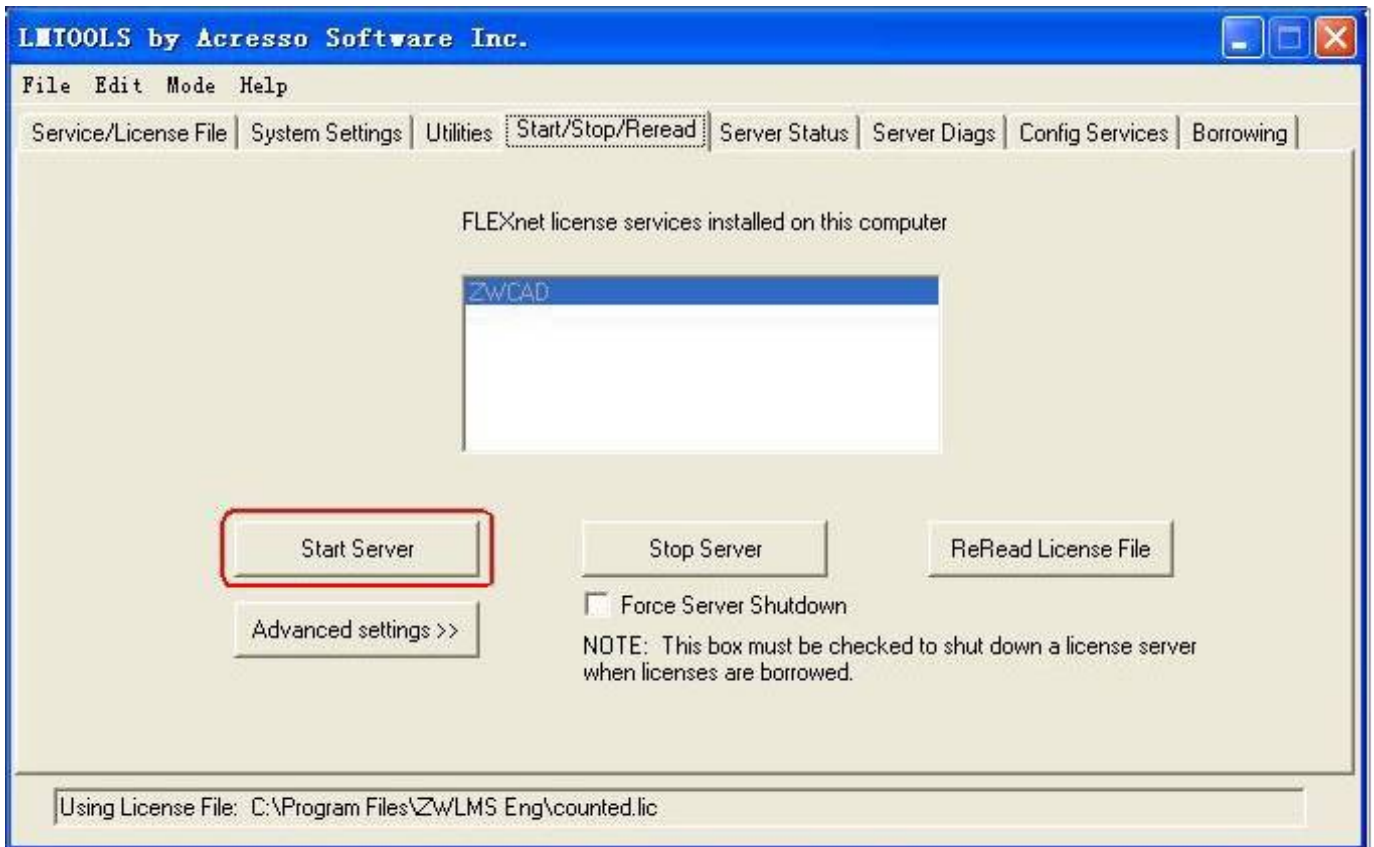 LMTOOLS by Acresso Software Inc.
File Edit Mode Help
Service/License File System Settings Utilities Start/Stop/Reread Server Status Server Diags Config Services Borrowing
FLEXnet license services installed on this computer
ZWCAD
Start Server Stop Server ReRead License File
Advanced settings >> Force Server Shutdown
NOTE: This box must be checked to shut down a license server
when licenses are borrowed.
Using License File: C:\Program Files\ZWLMS Eng\counted.lic